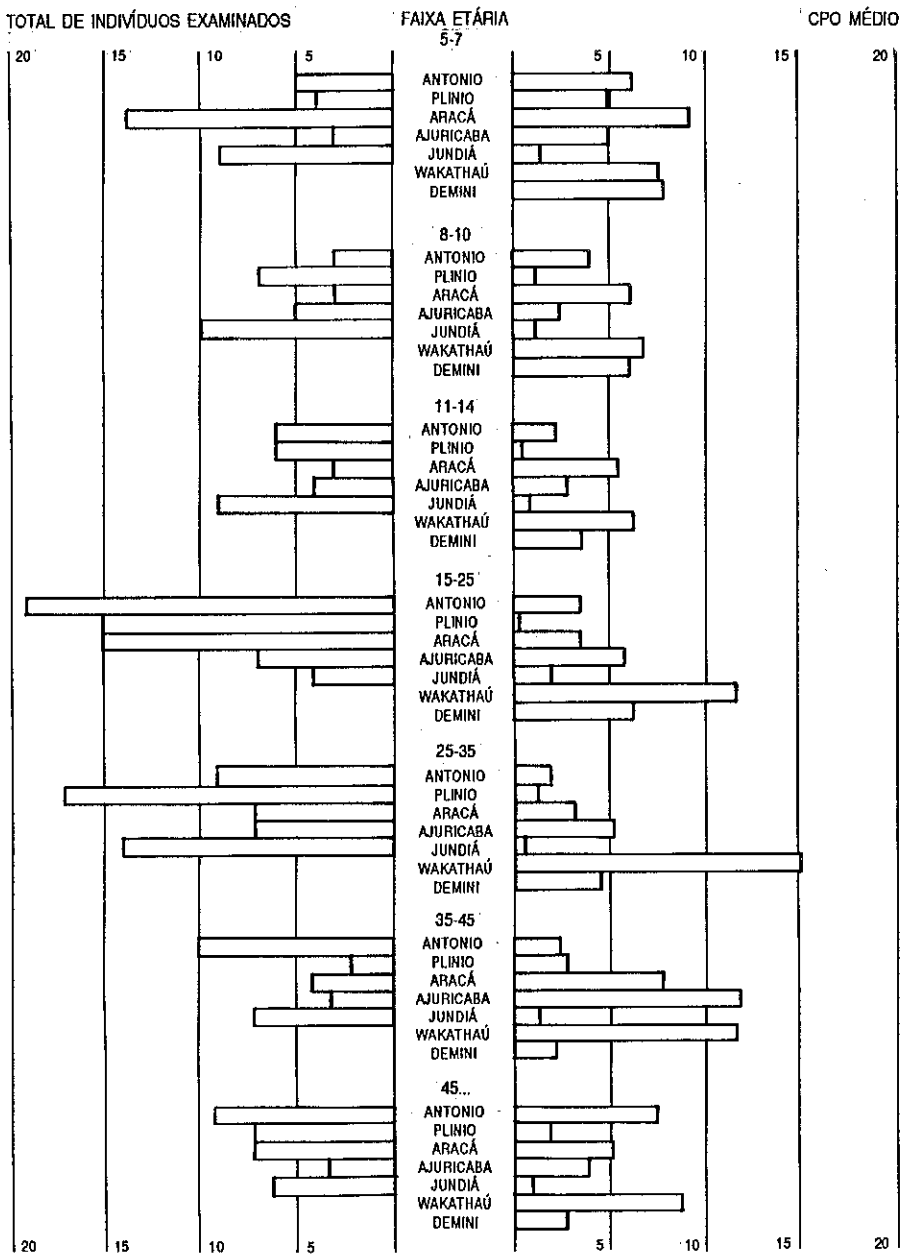 TOTAL DE INDIVÍDUOS EXAMINADOS FAIXA ETÁRIA CPO MÉDIO
5-7
20 15 10 5 5 10 15 20
ANTONIO
PLINIO
ARACÁ
AJURICABA
JUNDIÁ
WAKATHAÚ
DEMINI
8-10
ANTONIO
PLINIO
ARACÁ
AJURICABA
JUNDIÁ
WAKATHAÚ
DEMINI
11-14
ANTONIO
PLINIO
ARACÁ
AJURICABA
JUNDIÁ
WAKATHAÚ
DEMINI
15-25
ANTONIO
PLINIO
ARACÁ
AJURICABA
JUNDIÁ
WAKATHAÚ
DEMINI
25-35
ANTONIO
PLINIO
ARACÁ
AJURICABA
JUNDIÁ
WAKATHAÚ
DEMINI
35-45
ANTONIO
PLINIO
ARACÁ
AJURICABA
JUNDIÁ
WAKATHAÚ
DEMINI
45...
ANTONIO
PLINIO
ARACÁ
AJURICABA
JUNDIÁ
WAKATHAÚ
DEMINI
20 15 10 5 5 10 15 20